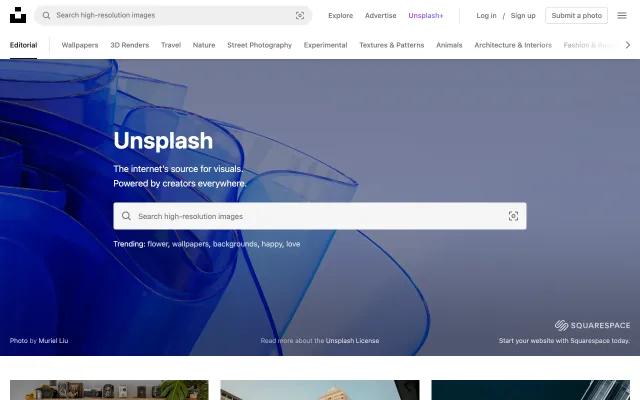 Search high-resolution images
Explore
Advertise
Unsplash+
Log in / Sign up
Submit a photo
Editorial
Wallpapers
3D Renders
Travel
Nature
Street Photography
Experimental
Textures & Patterns
Animals
Architecture & Interiors
Fashion &
Unsplash
The internet's source for visuals.
Powered by creators everywhere.
Search high-resolution images
Trending: flower, wallpapers, backgrounds, happy, love
SQUARESPACE
Photo by Muriel Liu
Read more about the Unsplash License
Start your website with Squarespace today.